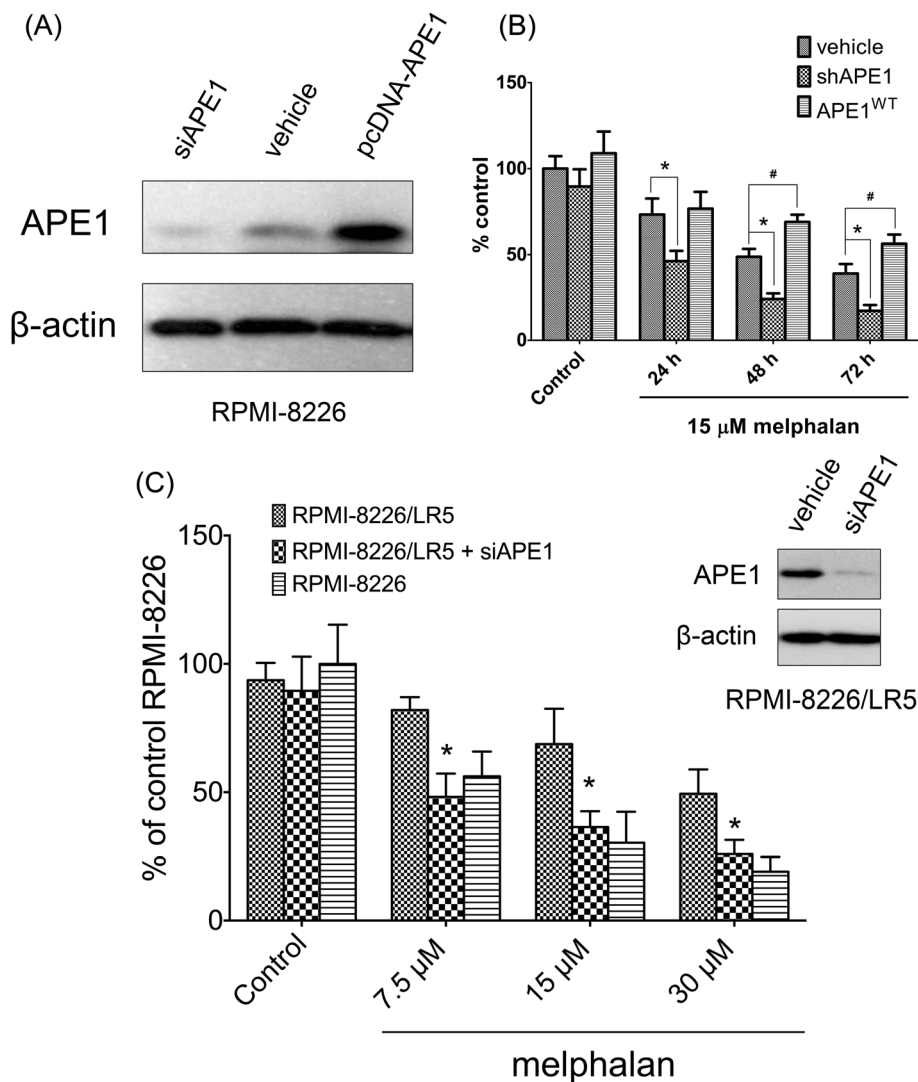 (A)
siAPE1
vehicle
pcDNA-APE1
APE1
β-actin
RPMI-8226
(B)
vehicle
shAPE1
APE1WT
% control
150
100
50
0
*
*
#
*
#
Control
24 h
48 h
72 h
15 μM melphalan
(C)
RPMI-8226/LR5
RPMI-8226/LR5 + siAPE1
RPMI-8226
% of control RPMI-8226
150
100
50
0
*
*
*
Control
7.5 μM
15 μM
30 μM
melphalan
vehicle
siAPE1
APE1
β-actin
RPMI-8226/LR5